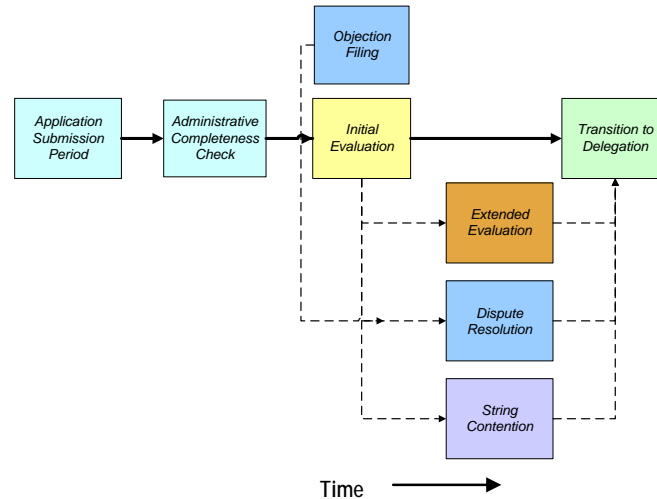 Objection
Filing
Application
Submission
Period
Administrative
Completeness
Check
Initial
Evaluation
Transition to
Delegation
Extended
Evaluation
Dispute
Resolution
String
Contention
Time